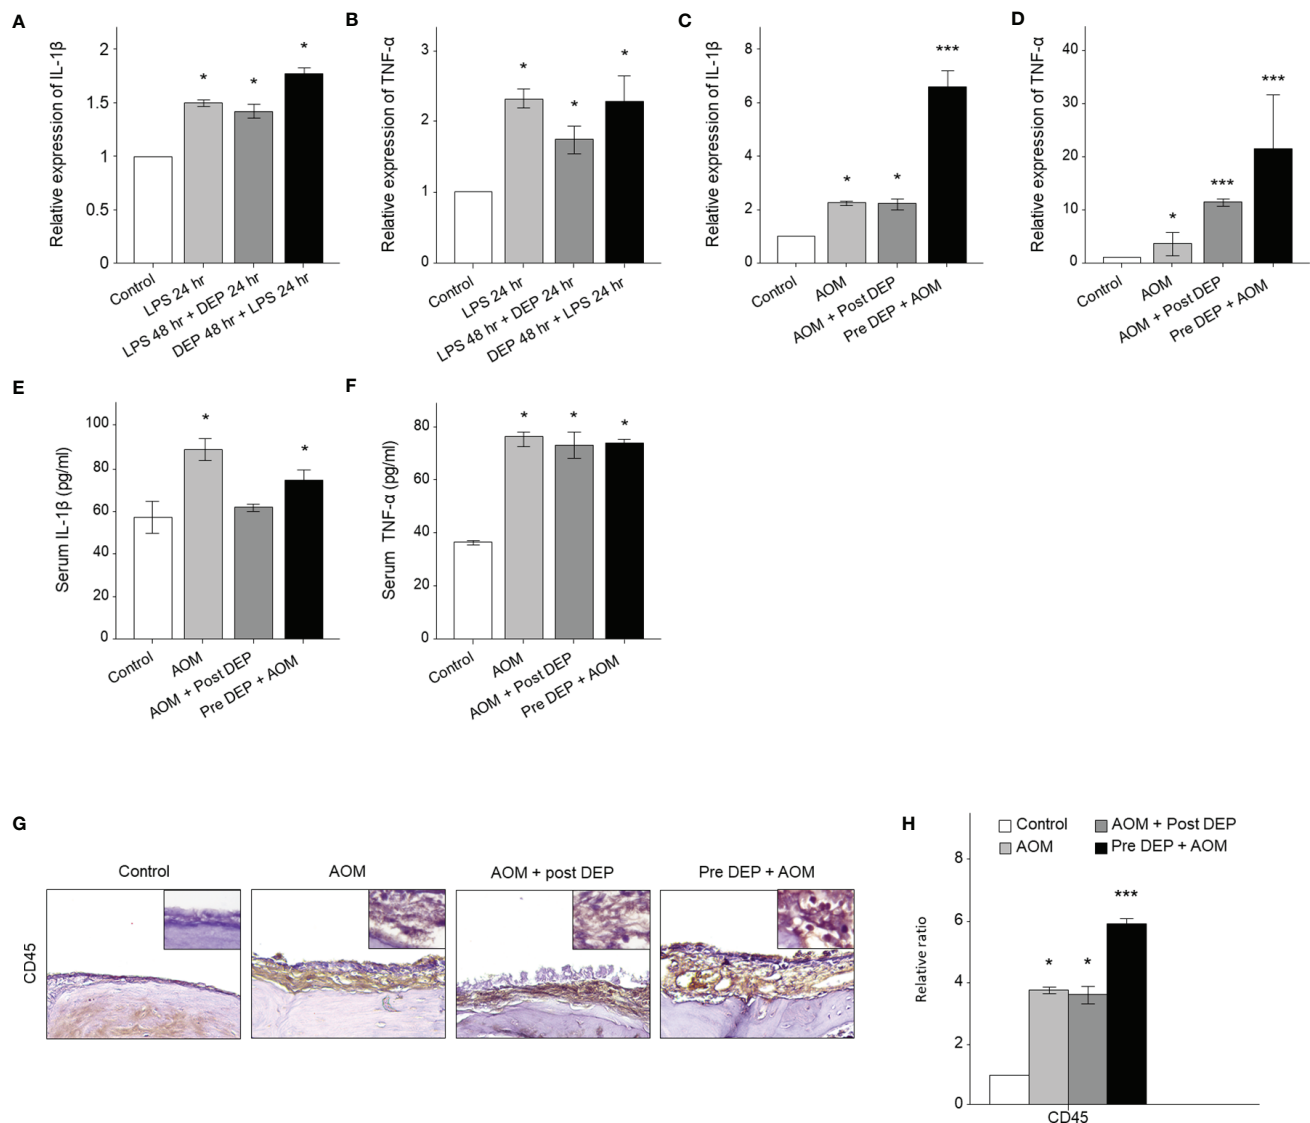 A
Relative expression of IL-1β
2
1.5
1
0.5
0
*
*
*
Control
LPS 24 hr
LPS 48 hr + DEP 24 hr
DEP 48 hr + LPS 24 hr
B
Relative expression of TNF-α
3
2
1
0
*
*
*
Control
LPS 24 hr
LPS 48 hr + DEP 24 hr
DEP 48 hr + LPS 24 hr
C
Relative expression of IL-1β
8
6
4
2
0
*
*
***
Control
AOM
AOM + Post DEP
Pre DEP + AOM
D
Relative expression of TNF-α
40
30
20
10
0
*
***
***
Control
AOM
AOM + Post DEP
Pre DEP + AOM
E
Serum IL-1β (pg/ml)
100
80
60
40
20
0
*
*
Control
AOM
AOM + Post DEP
Pre DEP + AOM
F
Serum TNF-α (pg/ml)
80
60
40
20
0
*
*
*
Control
AOM
AOM + Post DEP
Pre DEP + AOM
G
Control
AOM
AOM + post DEP
Pre DEP + AOM
CD45
H
Control
AOM + Post DEP
AOM
Pre DEP + AOM
Relative ratio
8
6
4
2
0
*
*
***
CD45